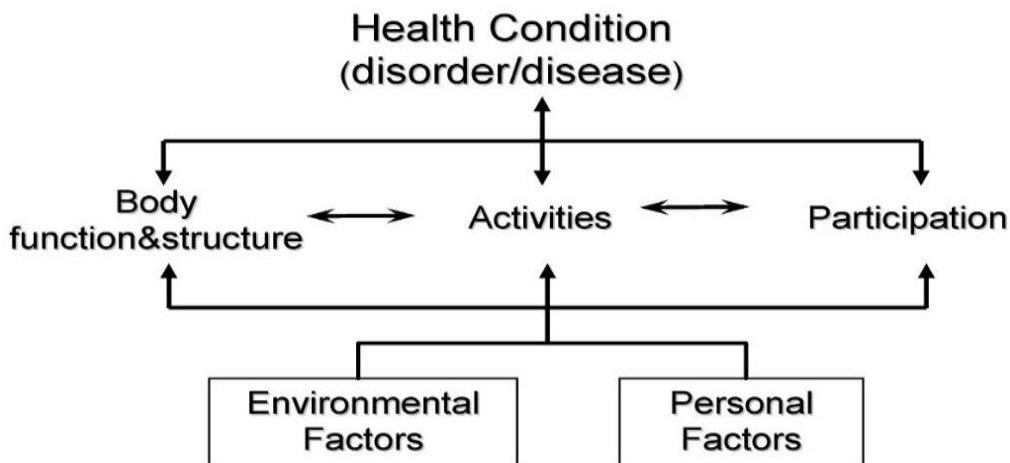 Health Condition
(disorder/disease)
Body
function&structure
Activities
Participation
Environmental
Factors
Personal
Factors